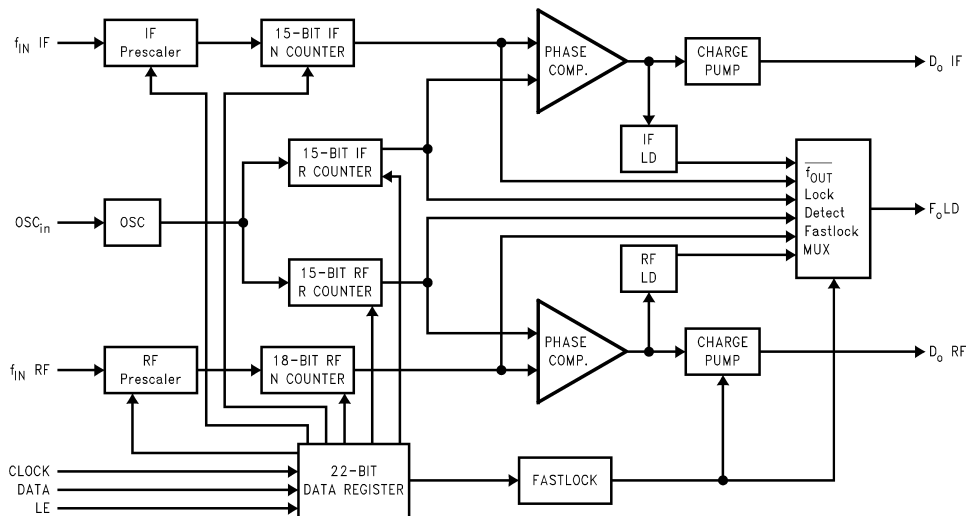 f_IN IF
IF
Prescaler
15-BIT IF
N COUNTER
PHASE
COMP.
CHARGE
PUMP
D_o IF
IF
LD
15-BIT IF
R COUNTER
OSC_in
OSC
f_OUT
Lock
Detect
Fastlock
MUX
F_oLD
15-BIT RF
R COUNTER
RF
LD
f_IN RF
RF
Prescaler
18-BIT RF
N COUNTER
PHASE
COMP.
CHARGE
PUMP
D_o RF
CLOCK
DATA
LE
22-BIT
DATA REGISTER
FASTLOCK